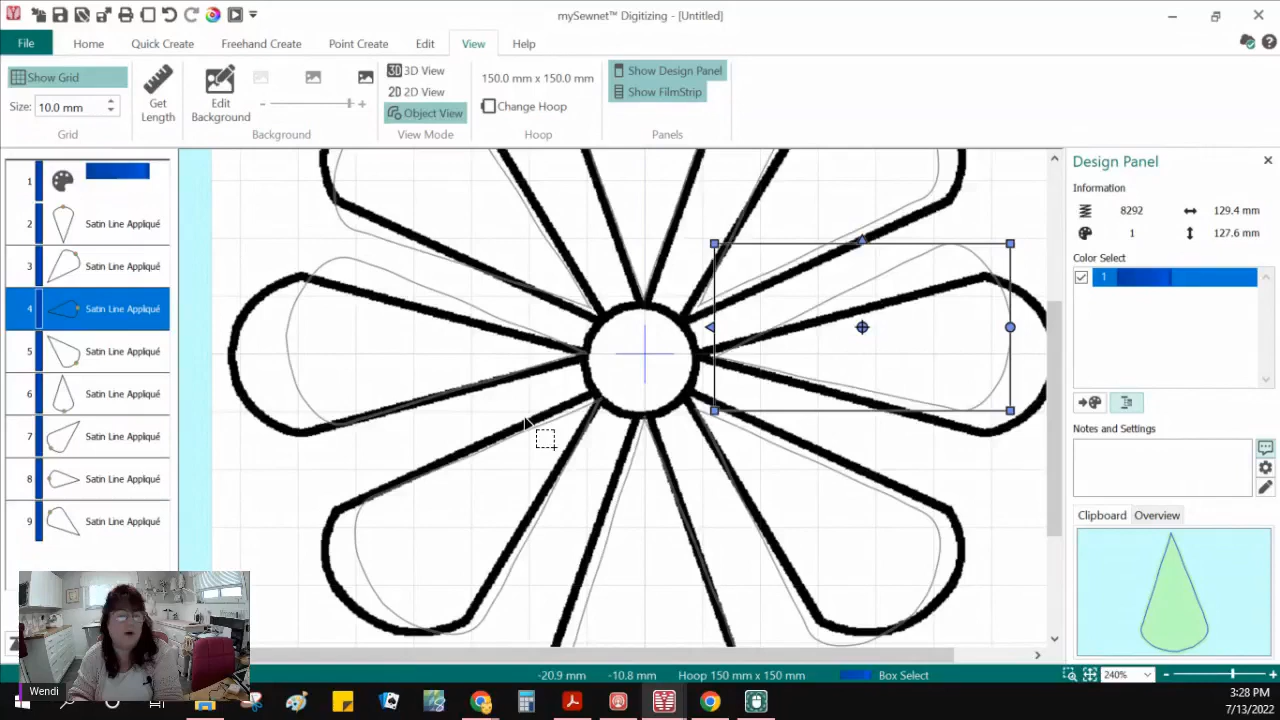 mySewnet™ Digitizing - [Untitled]
File Home Quick Create Freehand Create Point Create Edit View Help
Show Grid
Size: 10.0 mm
Grid
Get Length
Edit Background
Background
3D 3D View
2D 2D View
Object View
View Mode
150.0 mm x 150.0 mm
Change Hoop
Hoop
Show Design Panel
Show FilmStrip
Panels
1
2 Satin Line Appliqué
3 Satin Line Appliqué
4 Satin Line Appliqué
5 Satin Line Appliqué
6 Satin Line Appliqué
7 Satin Line Appliqué
8 Satin Line Appliqué
9 Satin Line Appliqué
Design Panel
Information
8292 129.4 mm
1 127.6 mm
Color Select
1
Notes and Settings
Clipboard Overview
-20.9 mm -10.8 mm Hoop 150 mm x 150 mm Box Select 240%
Wendi
3:28 PM
7/13/2022